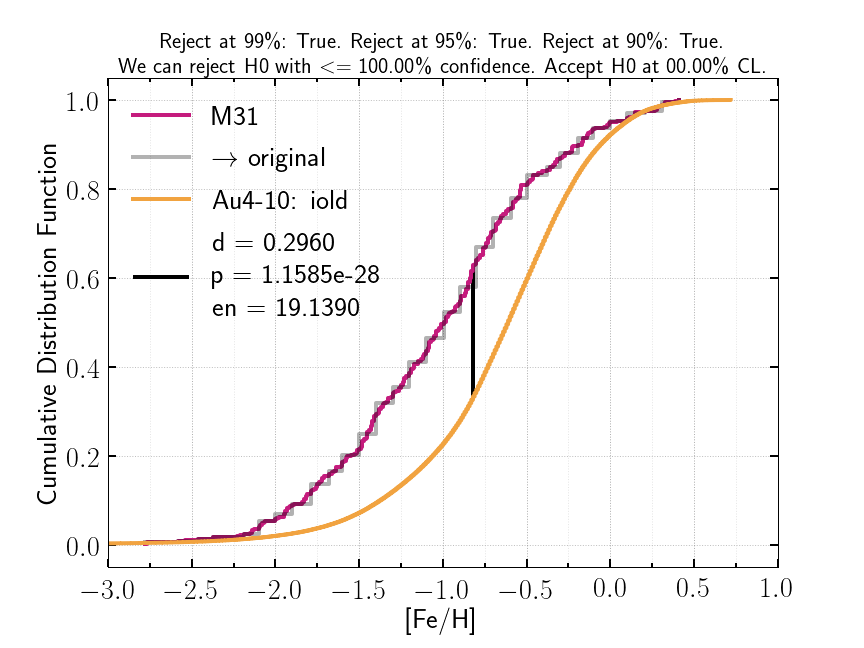 Reject at 99%: True. Reject at 95%: True. Reject at 90%: True.
We can reject H0 with <= 100.00% confidence. Accept H0 at 00.00% CL.
M31
→ original
Au4-10: iold
d = 0.2960
p = 1.1585e-28
en = 19.1390
Cumulative Distribution Function
1.0
0.8
0.6
0.4
0.2
0.0
−3.0 −2.5 −2.0 −1.5 −1.0 −0.5 0.0 0.5 1.0
[Fe/H]